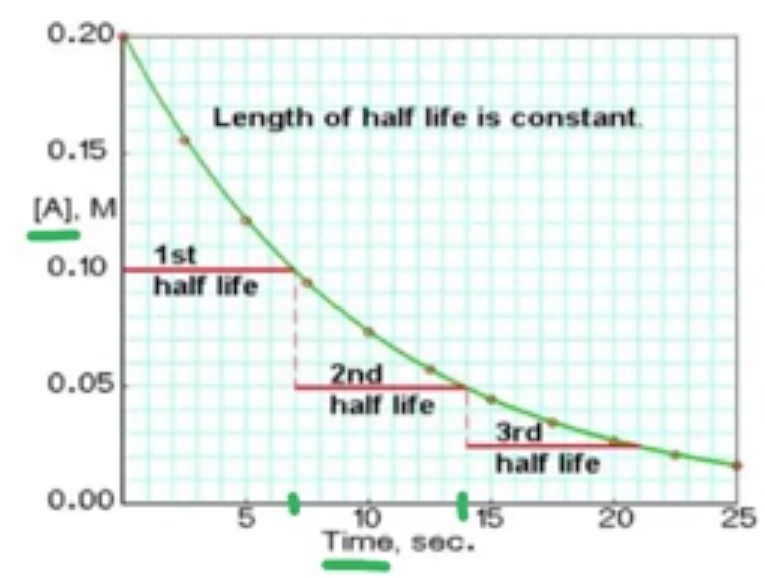 0.20
Length of half life is constant.
0.15
[A], M
1st
0.10
half life
2nd
0.05
half life
3rd
half life
0.00
5 10 15 20 25
Time, sec.